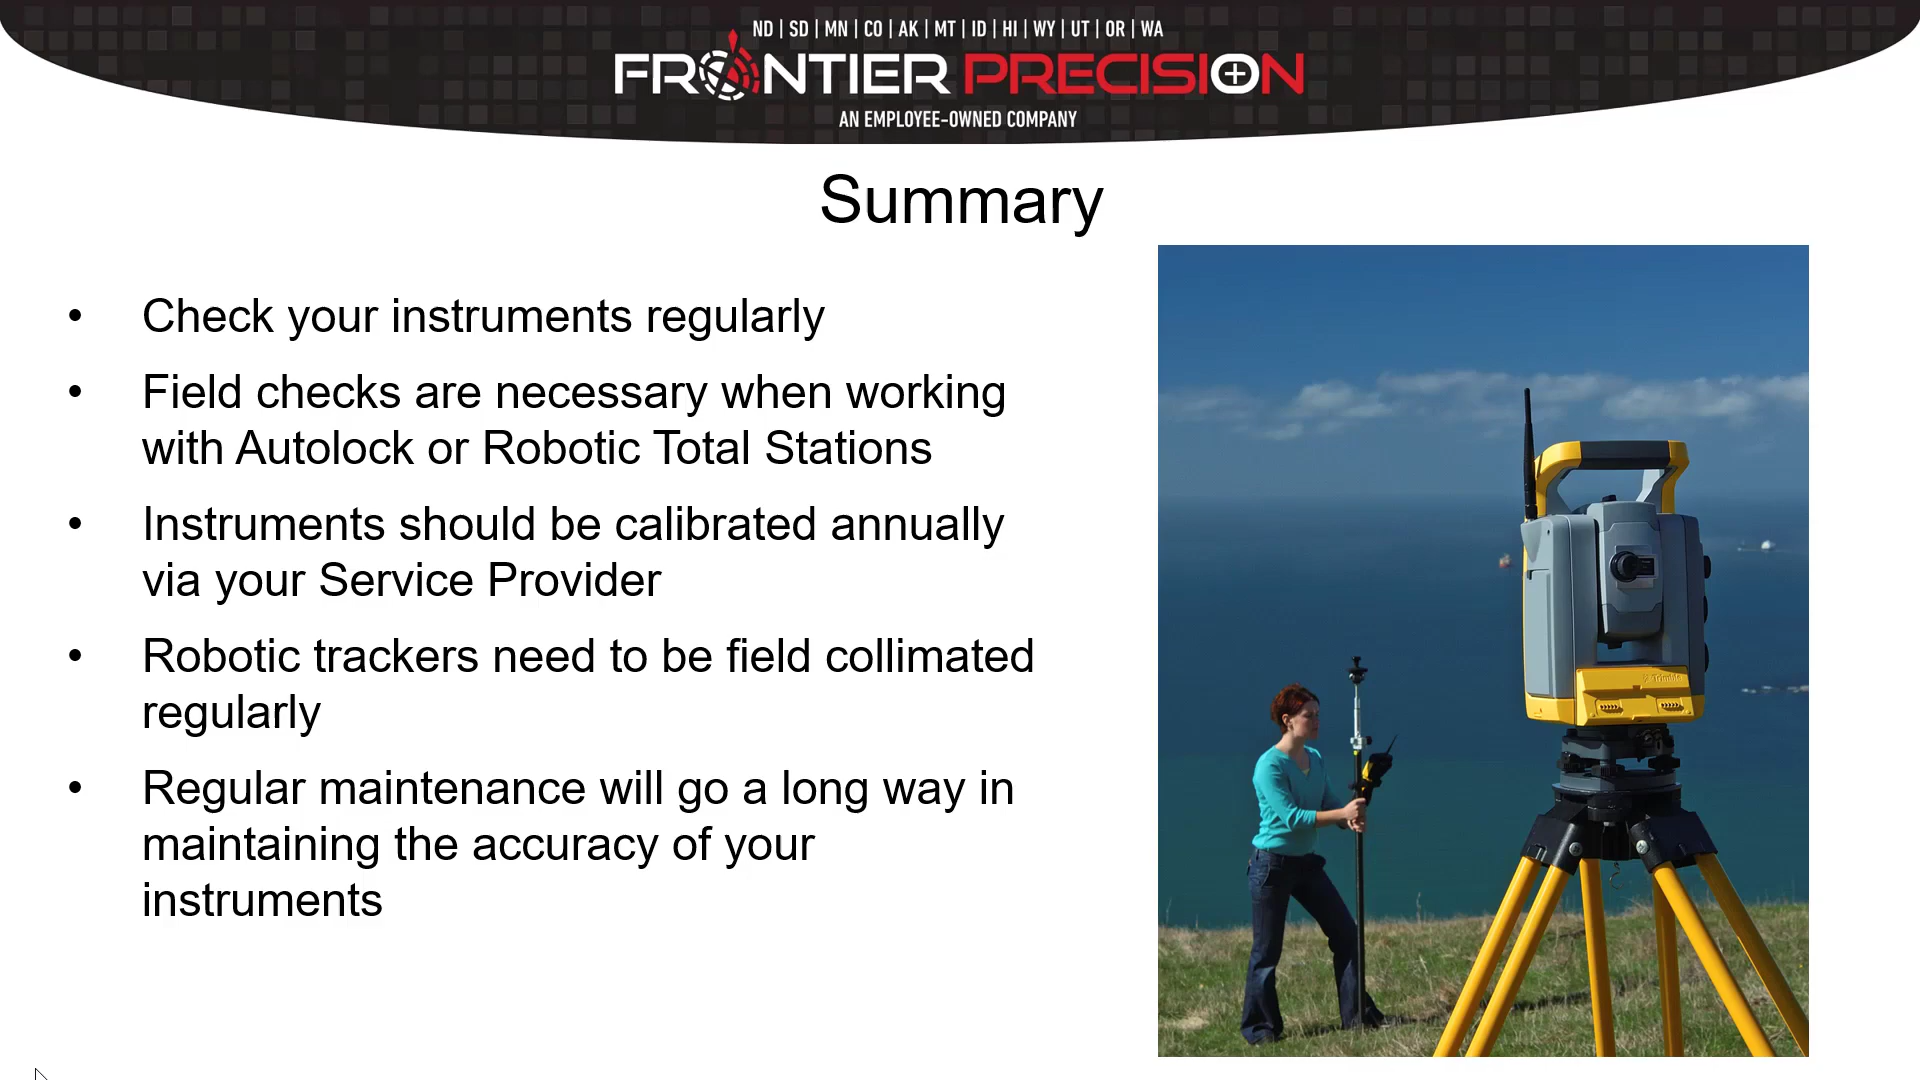 ND | SD | MN | CO | AK | MT | ID | HI | WY | UT | OR | WA
FRONTIER PRECISION
AN EMPLOYEE-OWNED COMPANY
Summary
• Check your instruments regularly
• Field checks are necessary when working
with Autolock or Robotic Total Stations
• Instruments should be calibrated annually
via your Service Provider
• Robotic trackers need to be field collimated
regularly
• Regular maintenance will go a long way in
maintaining the accuracy of your
instruments
Trimble